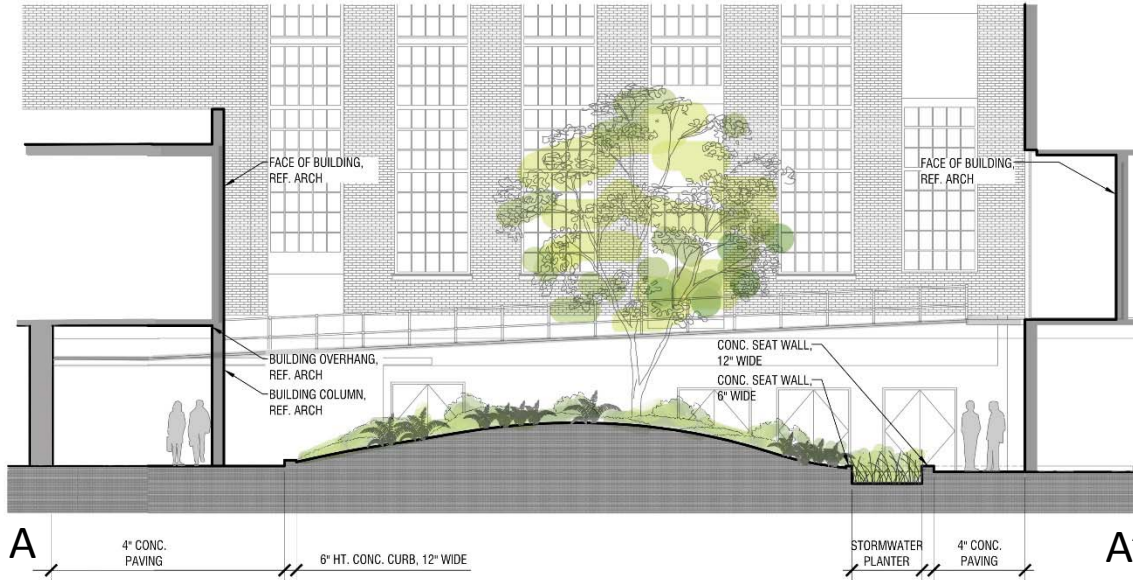 FACE OF BUILDING,
REF. ARCH
FACE OF BUILDING,
REF. ARCH
BUILDING OVERHANG,
REF. ARCH
BUILDING COLUMN,
REF. ARCH
CONC. SEAT WALL,
12" WIDE
CONC. SEAT WALL,
6" WIDE
A
4" CONC.
PAVING
6" HT. CONC. CURB, 12" WIDE
STORMWATER
PLANTER
4" CONC.
PAVING
A'